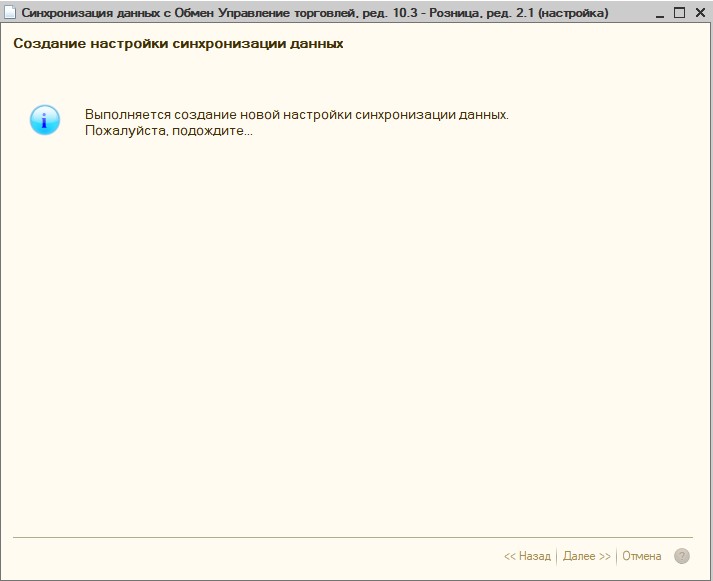 Синхронизация данных с Обмен Управление торговлей, ред. 10.3 - Розница, ред. 2.1 (настройка)
Создание настройки синхронизации данных
Выполняется создание новой настройки синхронизации данных.
Пожалуйста, подождите...
<< Назад Далее >> Отмена ?